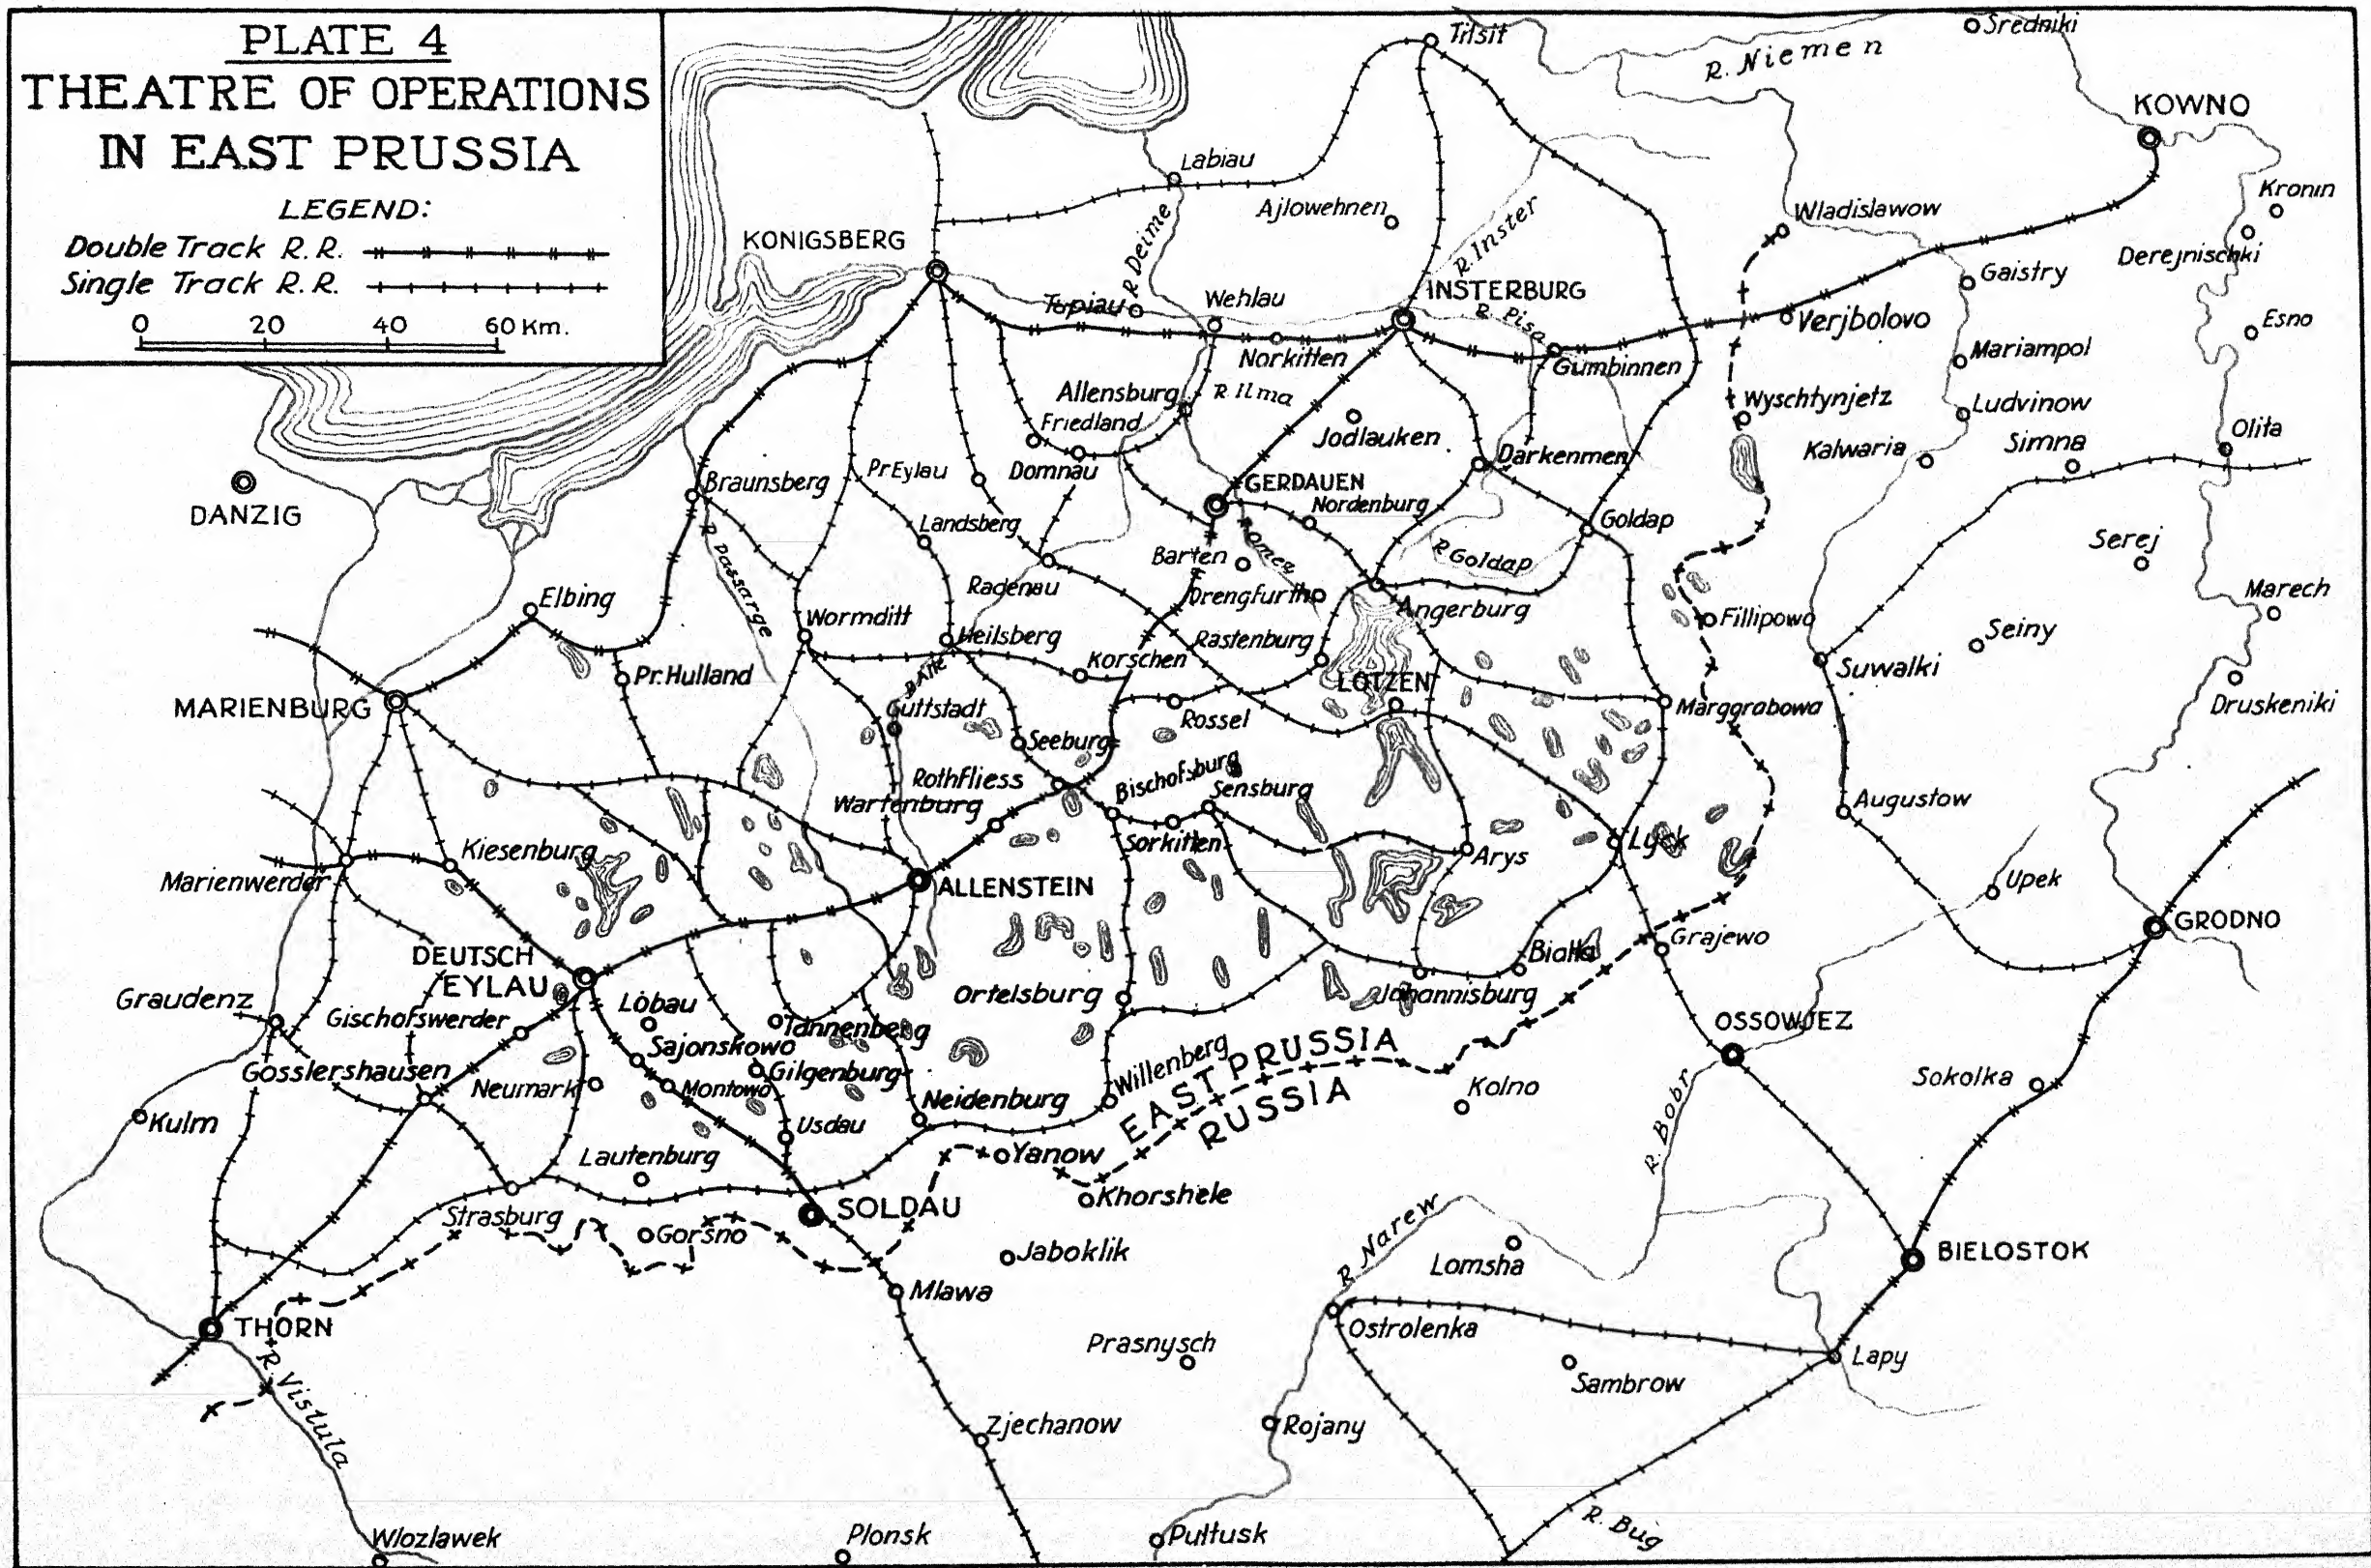 PLATE 4
THEATRE OF OPERATIONS
IN EAST PRUSSIA
LEGEND:
Double Track R.R.
Single Track R.R.
0 20 40 60 Km.
Tilsit
R. Niemen
Sredniki
KOWNO
Labiau
Kronin
Ajlowehnen
R. Inster
Wladislawow
R Deime
KONIGSBERG
Derejnischki
Gaistry
Tapiau
Wehlau
INSTERBURG
R. Pisa
Verjbolovo
Esno
Norkitten
Gumbinnen
Mariampol
Allensburg
R Ilma
Wyschtynjetz
Ludvinow
Friedland
Jodlauken
Kalwaria
Simna
Olita
Pr Eylau
Domnau
Darkenmen
Braunsberg
GERDAUEN
Nordenburg
DANZIG
Landsberg
Goldap
R Passarge
Omea
Serej
Barten
R. Goldap
Radenau
Drengfurth
Marech
Elbing
Angerburg
Fillipowo
Wormditt
Heilsberg
Rastenburg
Seiny
Korschen
Suwalki
Pr. Hulland
R Alle
LOTZEN
MARIENBURG
Guttstadt
Rossel
Marggrabowa
Druskeniki
Seeburg
Bischofsburg
Rothfliess
Sensburg
Wartenburg
Augustow
Kiesenburg
Sorkitten
Lyck
Arys
Marienwerder
ALLENSTEIN
Upek
GRODNO
DEUTSCH
EYLAU
Bialla
Grajewo
Graudenz
Lobau
Ortelsburg
Johannisburg
Gischofswerder
Tannenberg
OSSOWJEZ
Sajonskowo
Willenberg
EAST PRUSSIA
Gosslershausen
Gilgenburg
RUSSIA
Neumark
Montowo
Neidenburg
Kolno
Sokolka
Kulm
Usdau
R. Bobr
Lautenburg
Yanow
Khorshele
SOLDAU
Strasburg
Gorsno
R Narew
Jaboklik
Lomsha
BIELOSTOK
Mlawa
THORN
Ostrolenka
Prasnysch
Lapy
Sambrow
R. Vistula
Zjechanow
Rojany
R. Bug
Wlozlawek
Plonsk
Pultusk